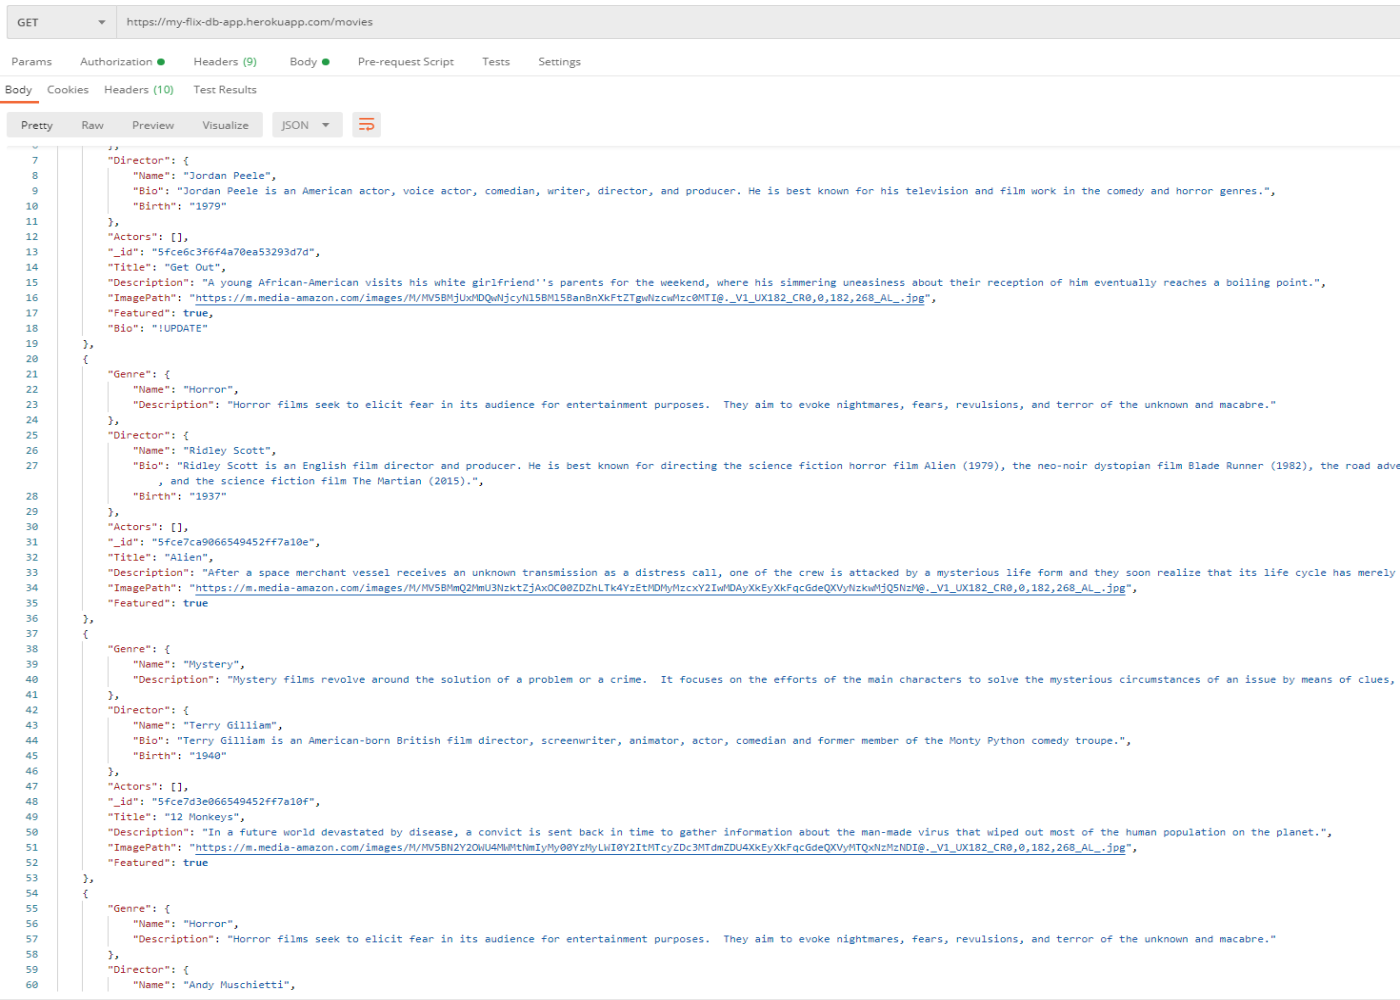 GET https://my-flix-db-app.herokuapp.com/movies
Params Authorization Headers (9) Body Pre-request Script Tests Settings
Body Cookies Headers (10) Test Results
Pretty Raw Preview Visualize JSON
6 },
7 "Director": {
8 "Name": "Jordan Peele",
9 "Bio": "Jordan Peele is an American actor, voice actor, comedian, writer, director, and producer. He is best known for his television and film work in the comedy and horror genres.",
10 "Birth": "1979"
11 },
12 "Actors": [],
13 "_id": "5fce6c3f6f4a70ea53293d7d",
14 "Title": "Get Out",
15 "Description": "A young African-American visits his white girlfriend''s parents for the weekend, where his simmering uneasiness about their reception of him eventually reaches a boiling point.",
16 "ImagePath": "https://m.media-amazon.com/images/M/MV5BMjUxMDQwNjcyNl5BMl5BanBnXkFtZTgwNzcwMzc0MTI@._V1_UX182_CR0,0,182,268_AL_.jpg",
17 "Featured": true,
18 "Bio": "!UPDATE"
19 },
20 {
21 "Genre": {
22 "Name": "Horror",
23 "Description": "Horror films seek to elicit fear in its audience for entertainment purposes.  They aim to evoke nightmares, fears, revulsions, and terror of the unknown and macabre."
24 },
25 "Director": {
26 "Name": "Ridley Scott",
27 "Bio": "Ridley Scott is an English film director and producer. He is best known for directing the science fiction horror film Alien (1979), the neo-noir dystopian film Blade Runner (1982), the road adve
, and the science fiction film The Martian (2015).",
28 "Birth": "1937"
29 },
30 "Actors": [],
31 "_id": "5fce7ca9066549452ff7a10e",
32 "Title": "Alien",
33 "Description": "After a space merchant vessel receives an unknown transmission as a distress call, one of the crew is attacked by a mysterious life form and they soon realize that its life cycle has merely
34 "ImagePath": "https://m.media-amazon.com/images/M/MV5BMmQ2MmU3NzktZjAxOC00ZDZhLTk4YzEtMDMyMzcxY2IwMDAyXkEyXkFqcGdeQXVyNzkwMjQ5NzM@._V1_UX182_CR0,0,182,268_AL_.jpg",
35 "Featured": true
36 },
37 {
38 "Genre": {
39 "Name": "Mystery",
40 "Description": "Mystery films revolve around the solution of a problem or a crime.  It focuses on the efforts of the main characters to solve the mysterious circumstances of an issue by means of clues,
41 },
42 "Director": {
43 "Name": "Terry Gilliam",
44 "Bio": "Terry Gilliam is an American-born British film director, screenwriter, animator, actor, comedian and former member of the Monty Python comedy troupe.",
45 "Birth": "1940"
46 },
47 "Actors": [],
48 "_id": "5fce7d3e066549452ff7a10f",
49 "Title": "12 Monkeys",
50 "Description": "In a future world devastated by disease, a convict is sent back in time to gather information about the man-made virus that wiped out most of the human population on the planet.",
51 "ImagePath": "https://m.media-amazon.com/images/M/MV5BN2Y2OWU4MWMtNmIyMy00YzMyLWI0Y2ItMTcyZDc3MTdmZDU4XkEyXkFqcGdeQXVyMTQxNzMzNDI@._V1_UX182_CR0,0,182,268_AL_.jpg",
52 "Featured": true
53 },
54 {
55 "Genre": {
56 "Name": "Horror",
57 "Description": "Horror films seek to elicit fear in its audience for entertainment purposes.  They aim to evoke nightmares, fears, revulsions, and terror of the unknown and macabre."
58 },
59 "Director": {
60 "Name": "Andy Muschietti",